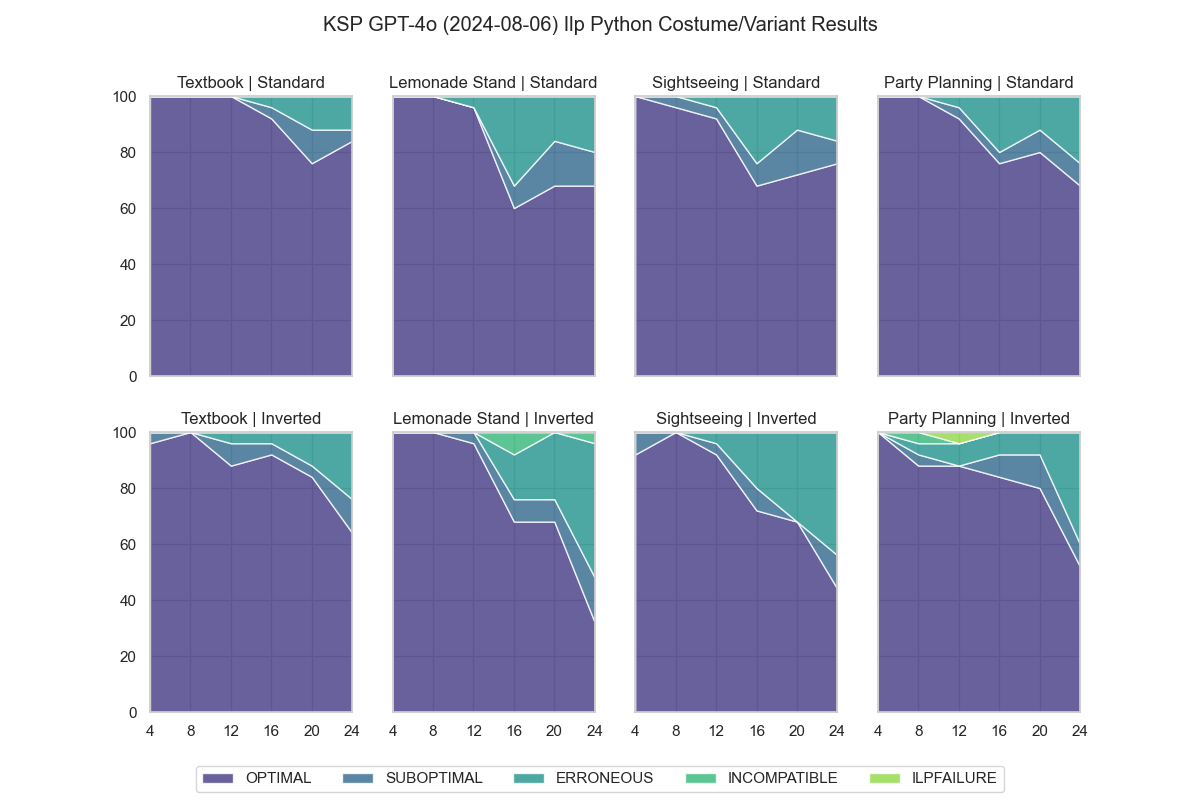 KSP GPT-4o (2024-08-06) Ilp Python Costume/Variant Results
Textbook | Standard
Lemonade Stand | Standard
Sightseeing | Standard
Party Planning | Standard
100
80
60
40
20
0
Textbook | Inverted
Lemonade Stand | Inverted
Sightseeing | Inverted
Party Planning | Inverted
100
80
60
40
20
0
4 8 12 16 20 24
4 8 12 16 20 24
4 8 12 16 20 24
4 8 12 16 20 24
OPTIMAL SUBOPTIMAL ERRONEOUS INCOMPATIBLE ILPFAILURE